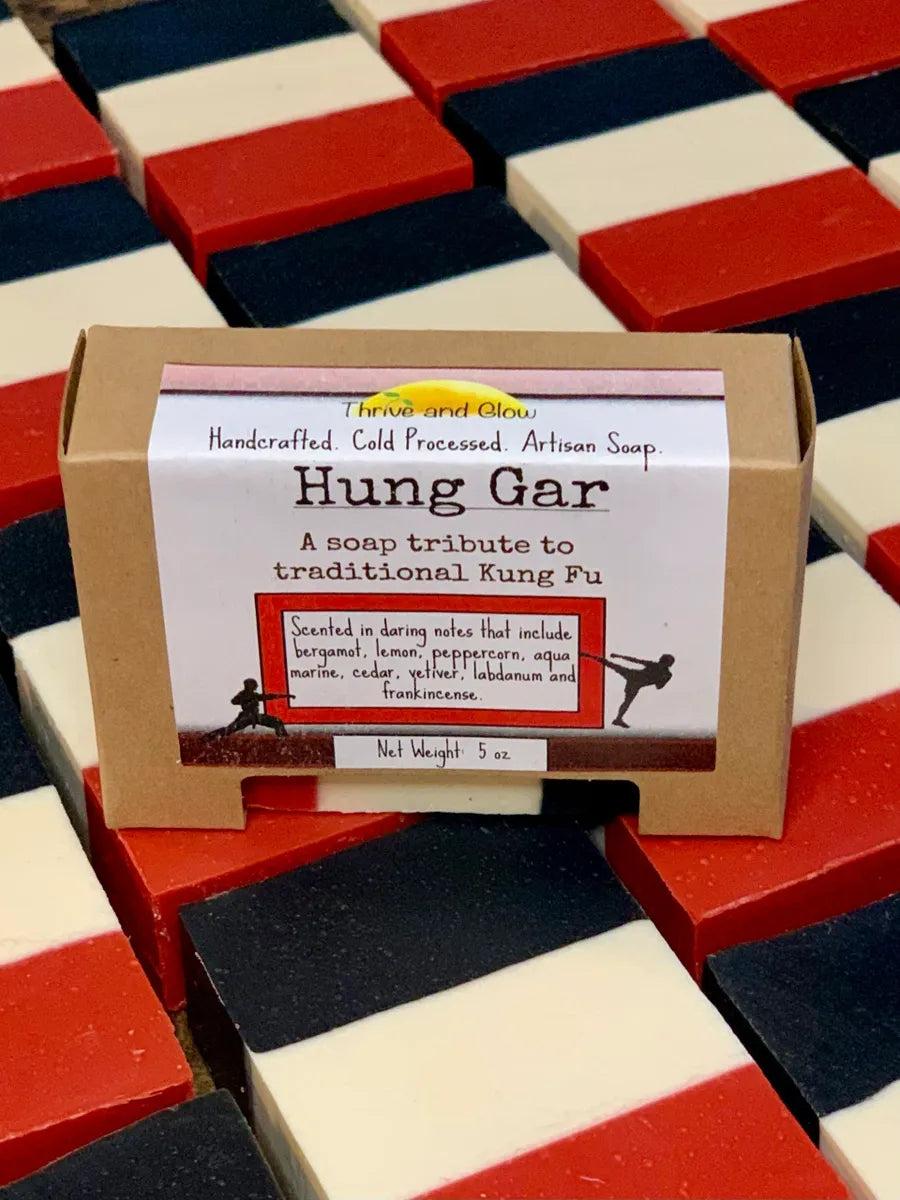 Thrive and Glow
Handcrafted. Cold Processed. Artisan Soap.
Hung Gar
A soap tribute to
traditional Kung Fu
Scented in daring notes that include
bergamot, lemon, peppercorn, aqua
marine, cedar, vetiver, labdanum and
frankincense.
Net Weight: 5 oz